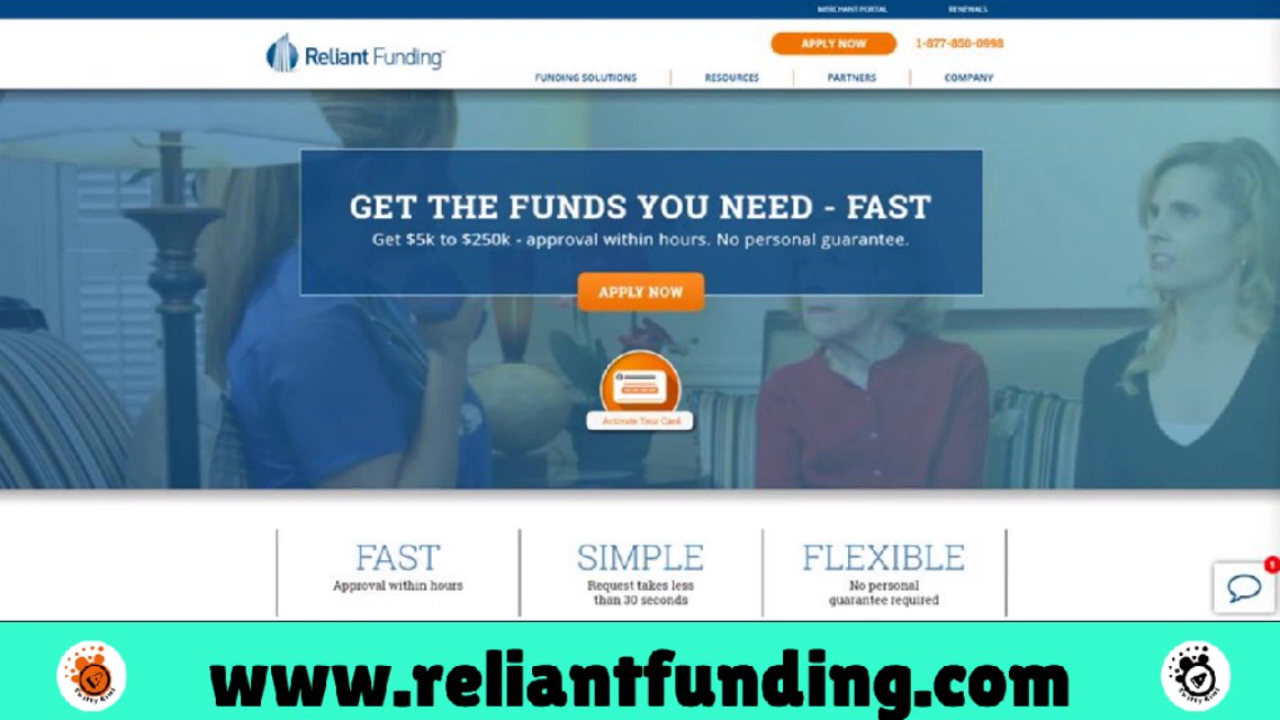 MERCHANT PORTAL
RENEWALS
Reliant Funding
APPLY NOW
1-877-850-0998
FUNDING SOLUTIONS
RESOURCES
PARTNERS
COMPANY
GET THE FUNDS YOU NEED - FAST
Get $5k to $250k - approval within hours. No personal guarantee.
APPLY NOW
Activate Your Card
FAST
Approval within hours
SIMPLE
Request takes less
than 30 seconds
FLEXIBLE
No personal
guarantee required
www.reliantfunding.com